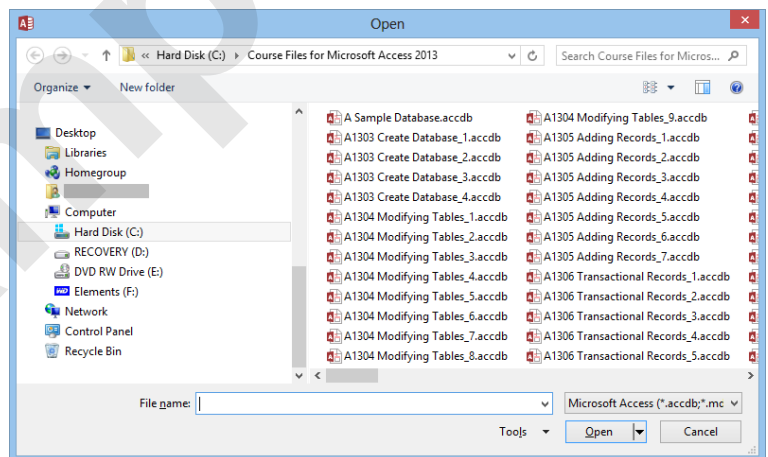 Open
« Hard Disk (C:) Course Files for Microsoft Access 2013
Search Course Files for Micros...
Organize New folder
Desktop
Libraries
Homegroup
Computer
Hard Disk (C:)
RECOVERY (D:)
DVD RW Drive (E:)
Elements (F:)
Network
Control Panel
Recycle Bin
A Sample Database.accdb
A1303 Create Database_1.accdb
A1303 Create Database_2.accdb
A1303 Create Database_3.accdb
A1303 Create Database_4.accdb
A1304 Modifying Tables_1.accdb
A1304 Modifying Tables_2.accdb
A1304 Modifying Tables_3.accdb
A1304 Modifying Tables_4.accdb
A1304 Modifying Tables_5.accdb
A1304 Modifying Tables_6.accdb
A1304 Modifying Tables_7.accdb
A1304 Modifying Tables_8.accdb
A1304 Modifying Tables_9.accdb
A1305 Adding Records_1.accdb
A1305 Adding Records_2.accdb
A1305 Adding Records_3.accdb
A1305 Adding Records_4.accdb
A1305 Adding Records_5.accdb
A1305 Adding Records_6.accdb
A1305 Adding Records_7.accdb
A1306 Transactional Records_1.accdb
A1306 Transactional Records_2.accdb
A1306 Transactional Records_3.accdb
A1306 Transactional Records_4.accdb
A1306 Transactional Records_5.accdb
File name:
Microsoft Access (*.accdb;*.mc
Tools Open Cancel